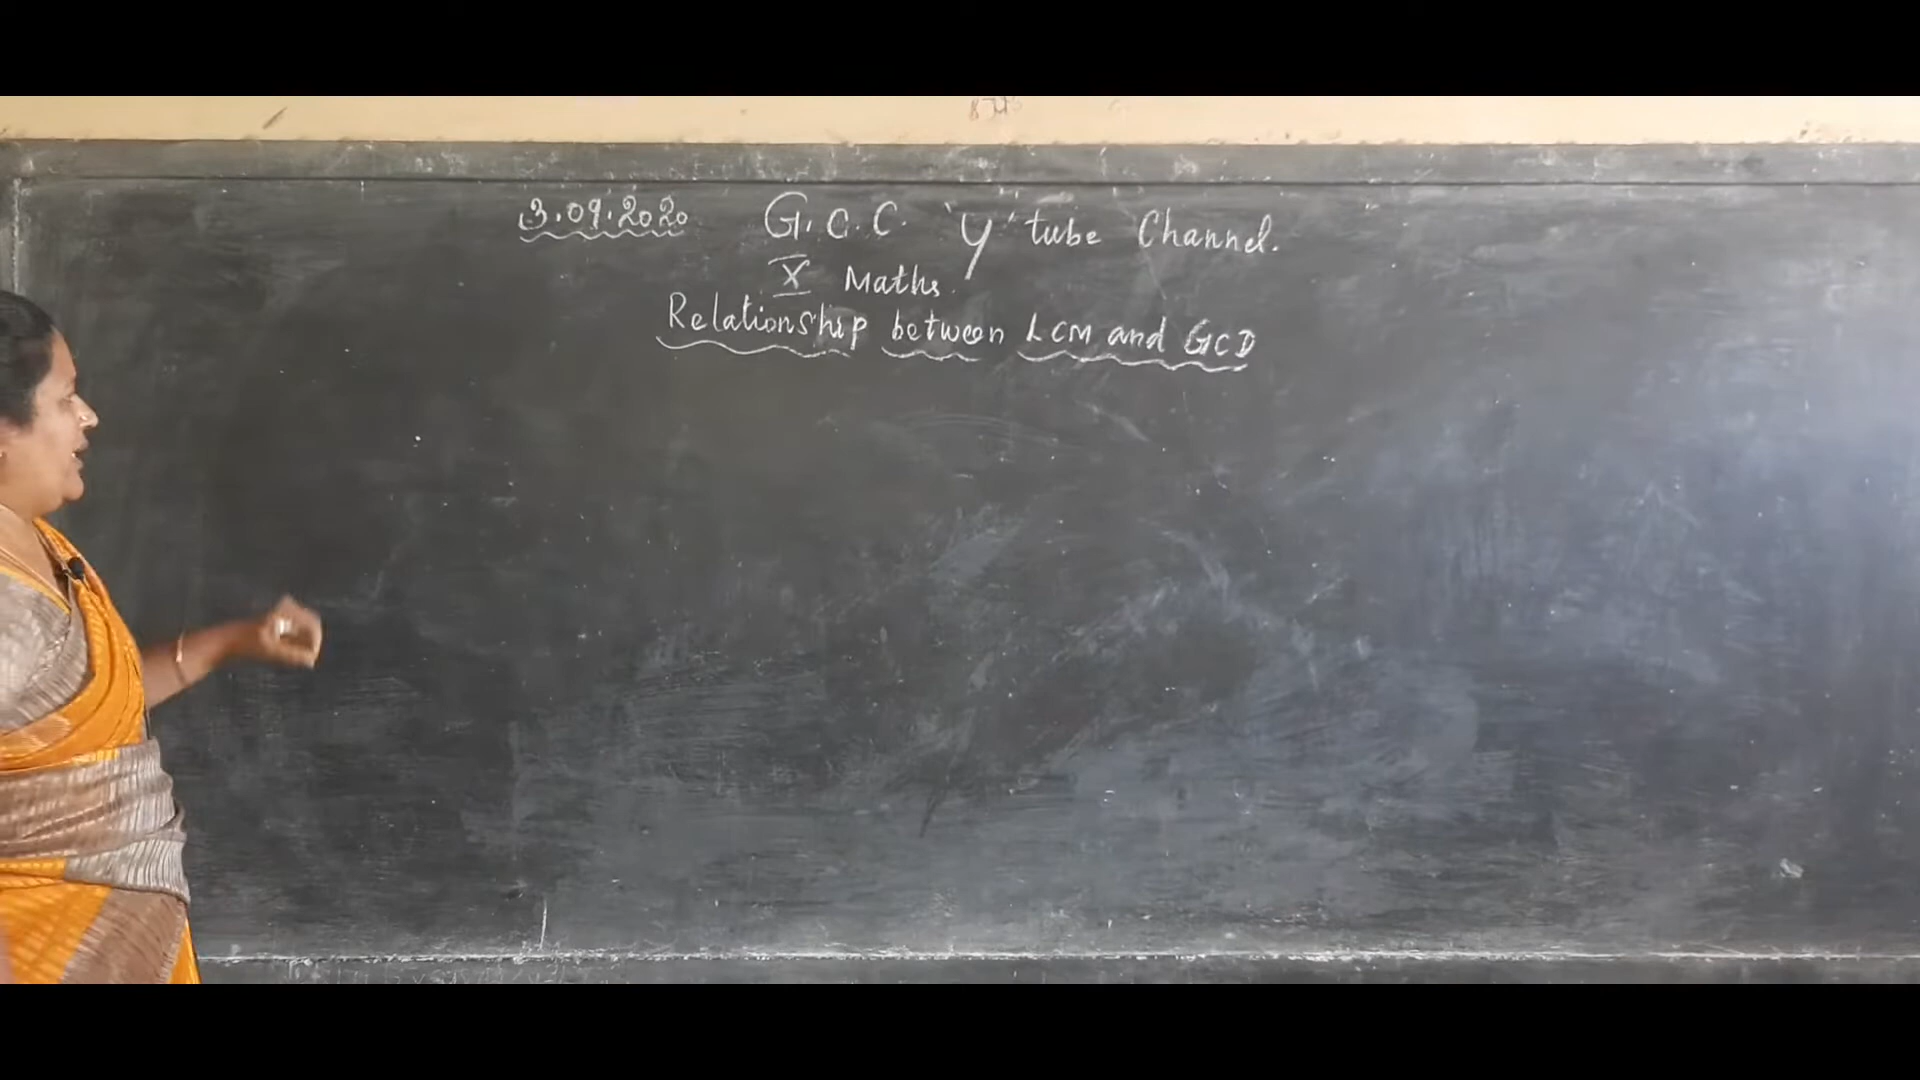 3.09.2020 G.C.C. 'Y' tube Channel.
X Maths.
Relationship between LCM and GCD